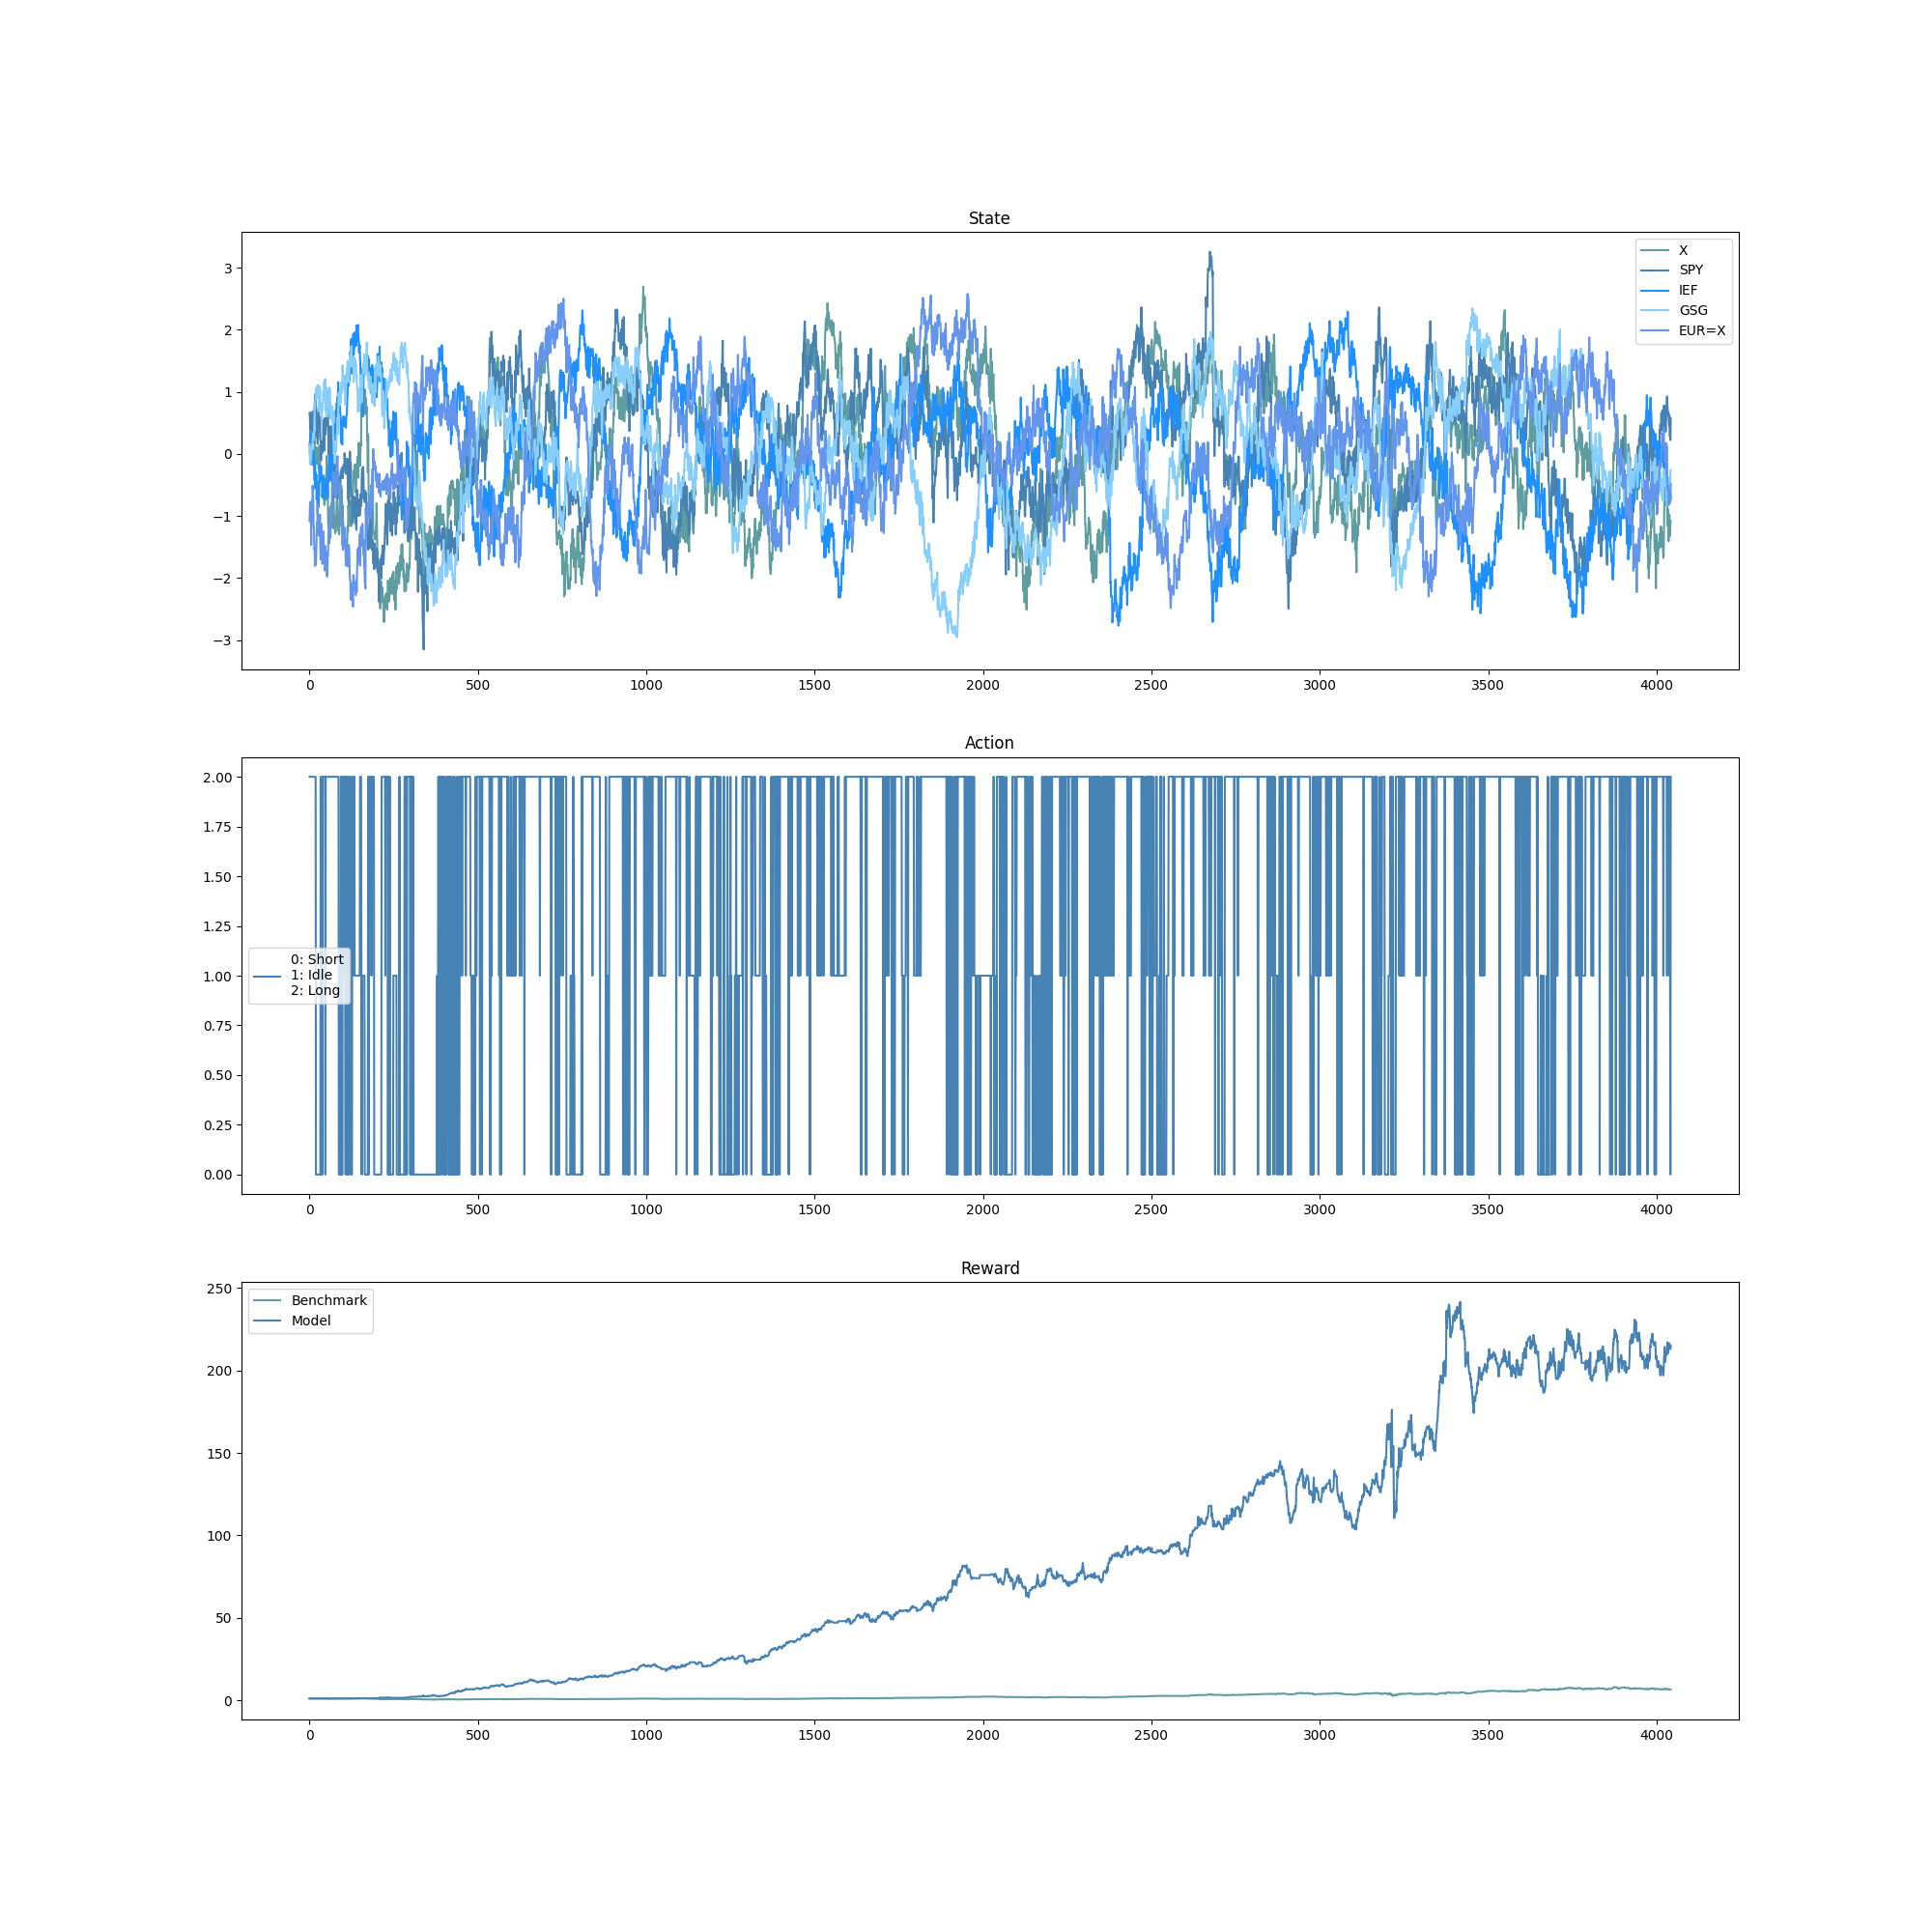 State
3
2
1
0
−1
−2
−3
X
SPY
IEF
GSG
EUR=X
0 500 1000 1500 2000 2500 3000 3500 4000
Action
2.00
1.75
1.50
1.25
1.00
0.75
0.50
0.25
0.00
0: Short
1: Idle
2: Long
0 500 1000 1500 2000 2500 3000 3500 4000
Reward
250
200
150
100
50
0
Benchmark
Model
0 500 1000 1500 2000 2500 3000 3500 4000